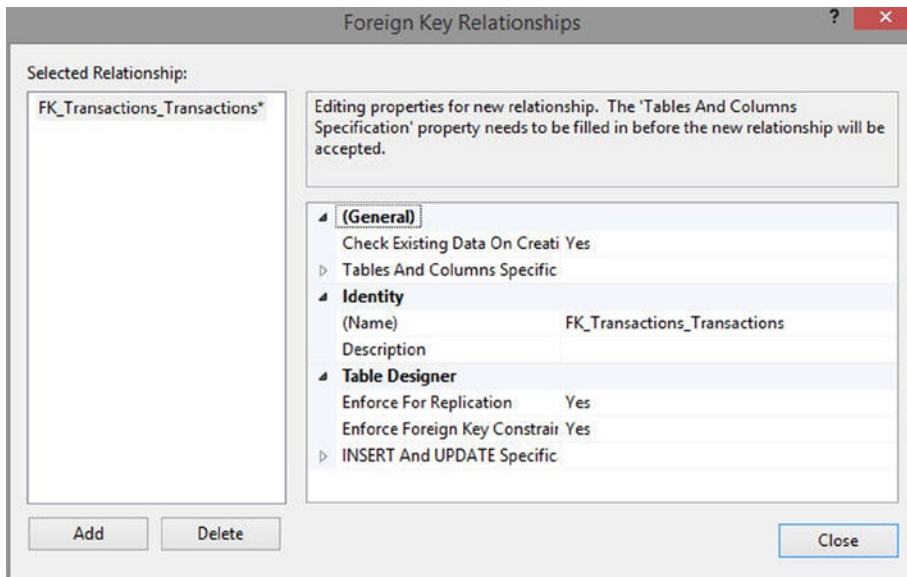 Foreign Key Relationships
?
Selected Relationship:
FK_Transactions_Transactions*
Editing properties for new relationship. The 'Tables And Columns
Specification' property needs to be filled in before the new relationship will be
accepted.
(General)
Check Existing Data On Creati Yes
Tables And Columns Specific
Identity
(Name) FK_Transactions_Transactions
Description
Table Designer
Enforce For Replication Yes
Enforce Foreign Key Constrair Yes
INSERT And UPDATE Specific
Add Delete
Close